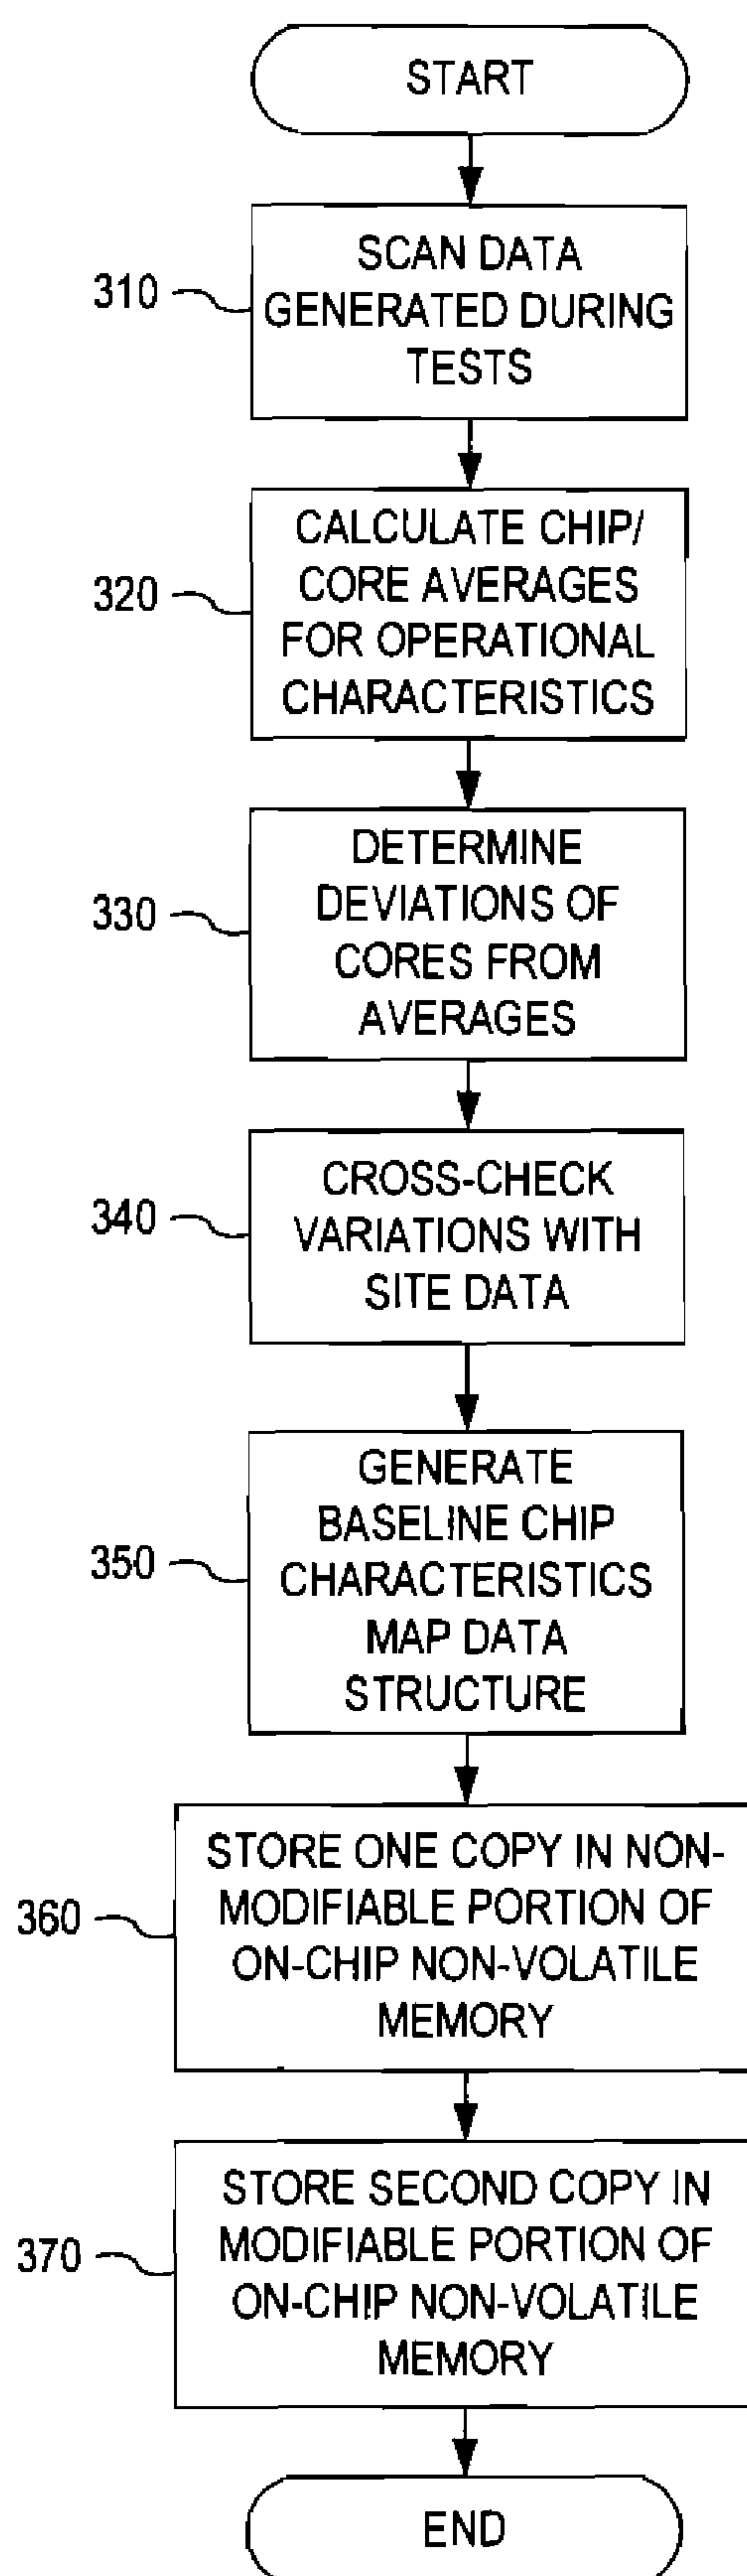 START
310
SCAN DATA
GENERATED DURING
TESTS
320
CALCULATE CHIP/
CORE AVERAGES
FOR OPERATIONAL
CHARACTERISTICS
330
DETERMINE
DEVIATIONS OF
CORES FROM
AVERAGES
340
CROSS-CHECK
VARIATIONS WITH
SITE DATA
350
GENERATE
BASELINE CHIP
CHARACTERISTICS
MAP DATA
STRUCTURE
360
STORE ONE COPY IN NON-
MODIFIABLE PORTION OF
ON-CHIP NON-VOLATILE
MEMORY
370
STORE SECOND COPY IN
MODIFIABLE PORTION OF
ON-CHIP NON-VOLATILE
MEMORY
END